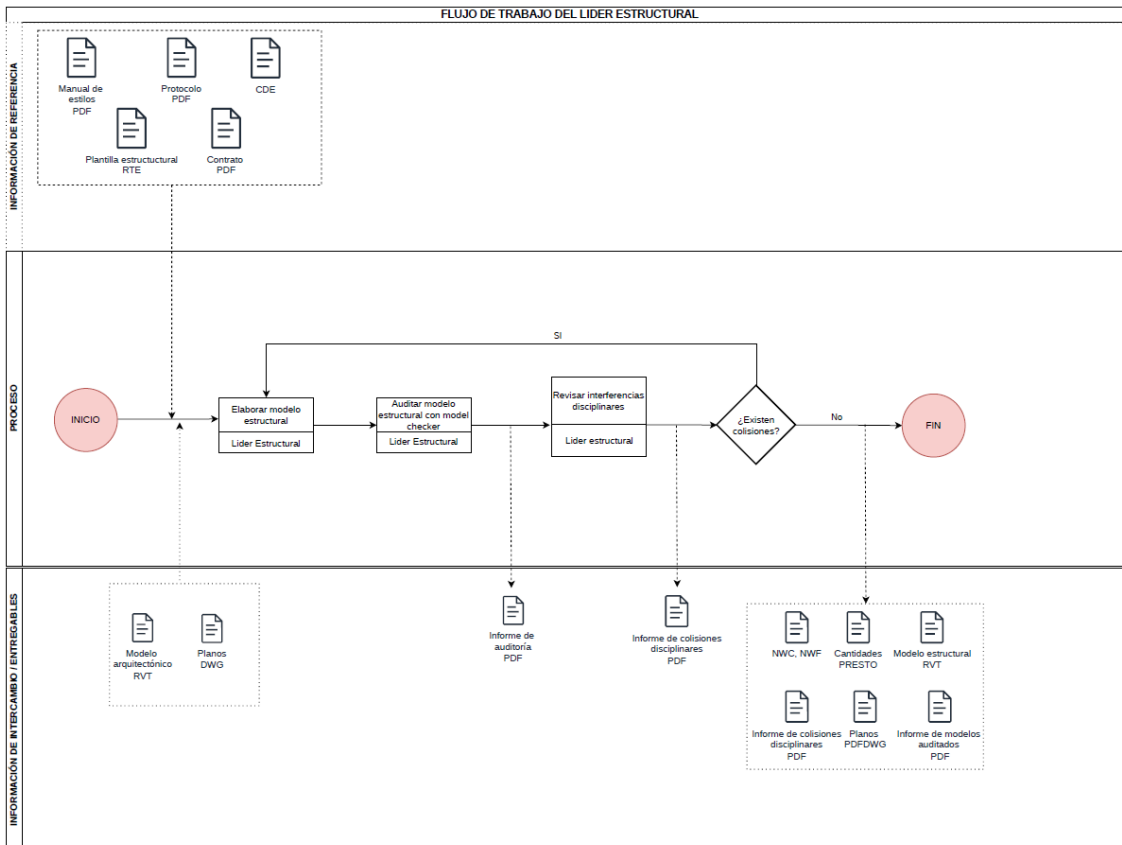 FLUJO DE TRABAJO DEL LIDER ESTRUCTURAL
INFORMACIÓN DE REFERENCIA
Manual de
estilos
PDF
Protocolo
PDF
CDE
Plantilla estructuctural
RTE
Contrato
PDF
PROCESO
SI
INICIO
Elaborar modelo
estructural
Lider Estructural
Auditar modelo
estructural con model
checker
Lider Estructural
Revisar interferencias
disciplinares
Lider estructural
¿Existen
colisiones?
No
FIN
INFORMACIÓN DE INTERCAMBIO / ENTREGABLES
Modelo
arquitectónico
RVT
Planos
DWG
Informe de
auditoría
PDF
Informe de colisiones
disciplinares
PDF
NWC, NWF
Cantidades
PRESTO
Modelo estructural
RVT
Informe de colisiones
disciplinares
PDF
Planos
PDFDWG
Informe de modelos
auditados
PDF